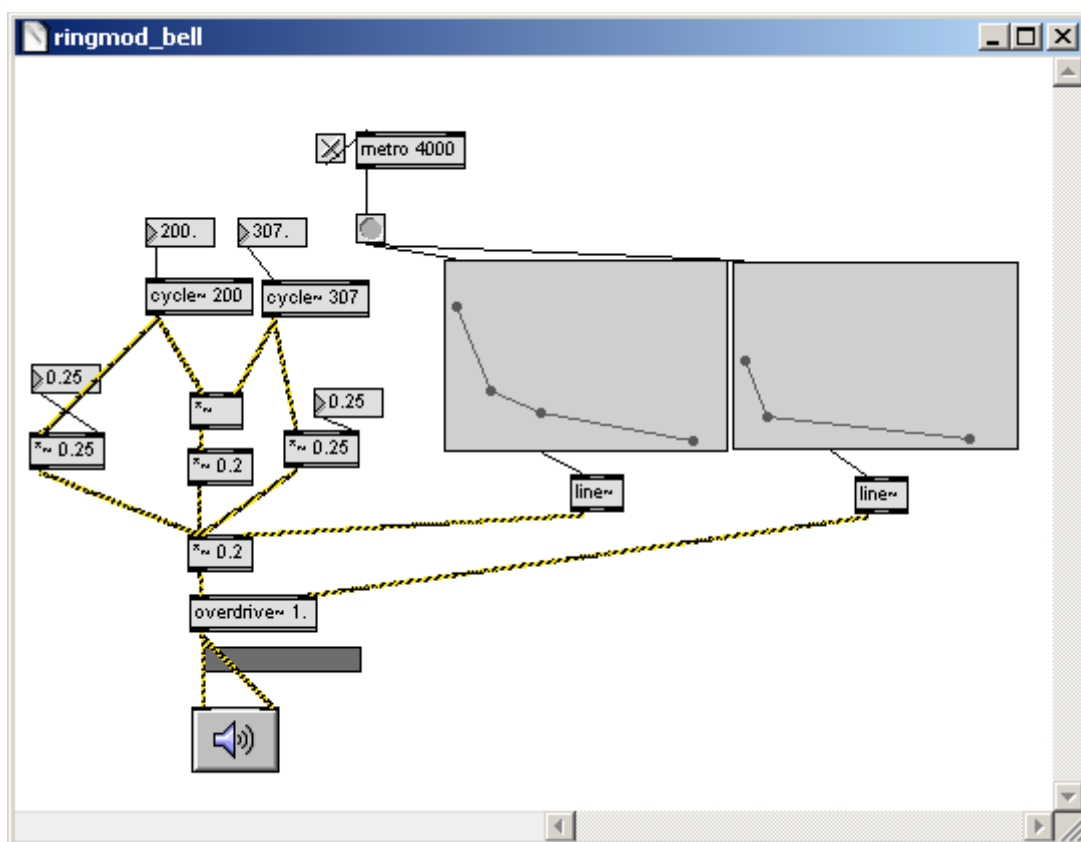 ringmod_bell
metro 4000
200.
307.
cycle~ 200
cycle~ 307
0.25
*~
0.25
*~ 0.25
*~ 0.2
*~ 0.25
line~
line~
*~ 0.2
overdrive~ 1.